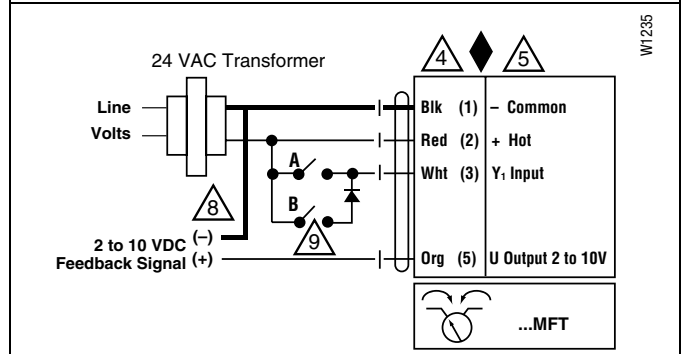 W1235
24 VAC Transformer
4 5
Line
Volts
Blk (1) – Common
Red (2) + Hot
A
Wht (3) Y₁ Input
B
8
9
2 to 10 VDC (–)
Feedback Signal (+)
Org (5) U Output 2 to 10V
...MFT